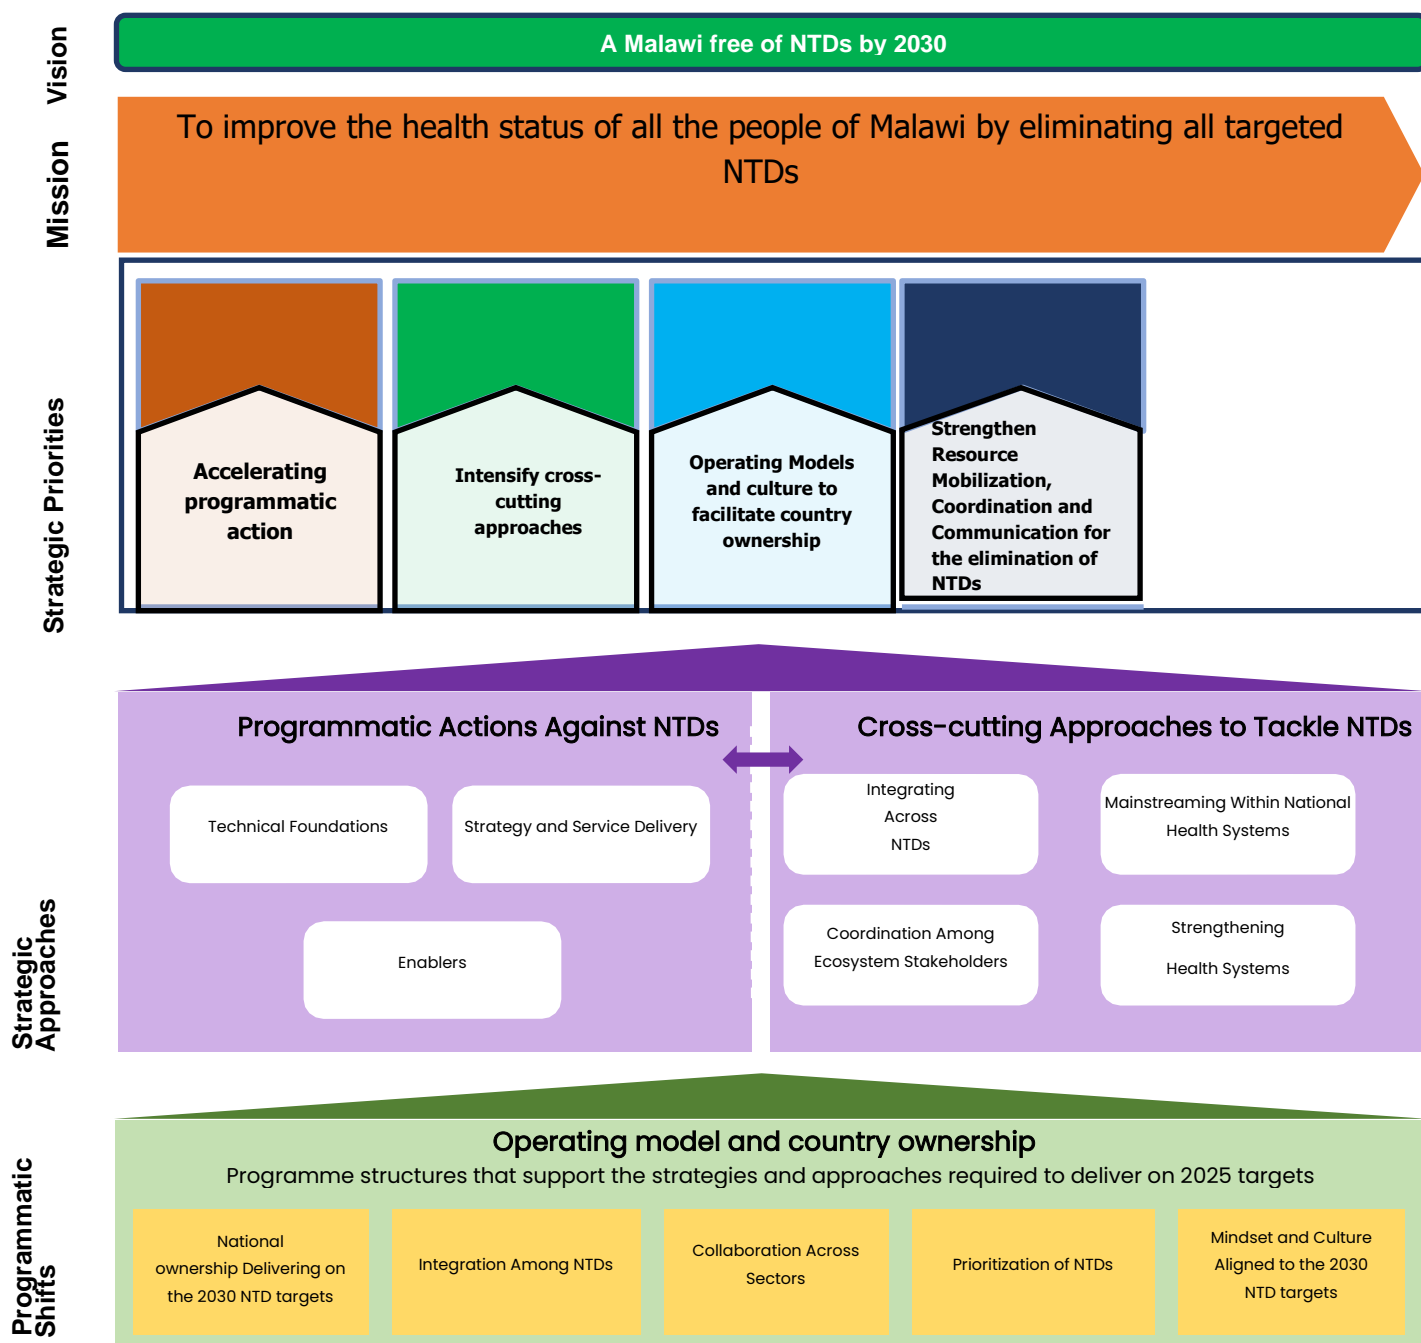 Vision
A Malawi free of NTDs by 2030
Mission
To improve the health status of all the people of Malawi by eliminating all targeted
NTDs
Strategic Priorities
Accelerating
programmatic
action
Intensify cross-
cutting
approaches
Operating Models
and culture to
facilitate country
ownership
Strengthen
Resource
Mobilization,
Coordination and
Communication for
the elimination of
NTDs
Strategic
Approaches
Programmatic Actions Against NTDs
Technical Foundations
Strategy and Service Delivery
Enablers
Cross-cutting Approaches to Tackle NTDs
Integrating
Across
NTDs
Mainstreaming Within National
Health Systems
Coordination Among
Ecosystem Stakeholders
Strengthening
Health Systems
Programmatic
Shifts
Operating model and country ownership
Programme structures that support the strategies and approaches required to deliver on 2025 targets
National
ownership Delivering on
the 2030 NTD targets
Integration Among NTDs
Collaboration Across
Sectors
Prioritization of NTDs
Mindset and Culture
Aligned to the 2030
NTD targets